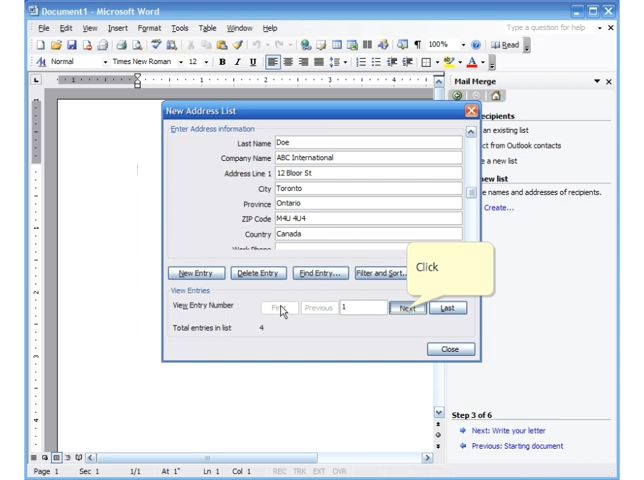 Document1 - Microsoft Word
File Edit View Insert Format Tools Table Window Help Type a question for help
100% Read
Normal Times New Roman 12 B I U
Mail Merge
New Address List
Enter Address information
Last Name Doe
Company Name ABC International
Address Line 1 12 Bloor St
City Toronto
Province Ontario
ZIP Code M4U 4U4
Country Canada
Work Phone
New Entry Delete Entry Find Entry... Filter and Sort...
Click
View Entries
View Entry Number First Previous 1 Next Last
Total entries in list 4
Close
ecipients
an existing list
ct from Outlook contacts
e a new list
new list
e names and addresses of recipients.
Create...
Step 3 of 6
Next: Write your letter
Previous: Starting document
Page 1 Sec 1 1/1 At 1" Ln 1 Col 1 REC TRK EXT OVR